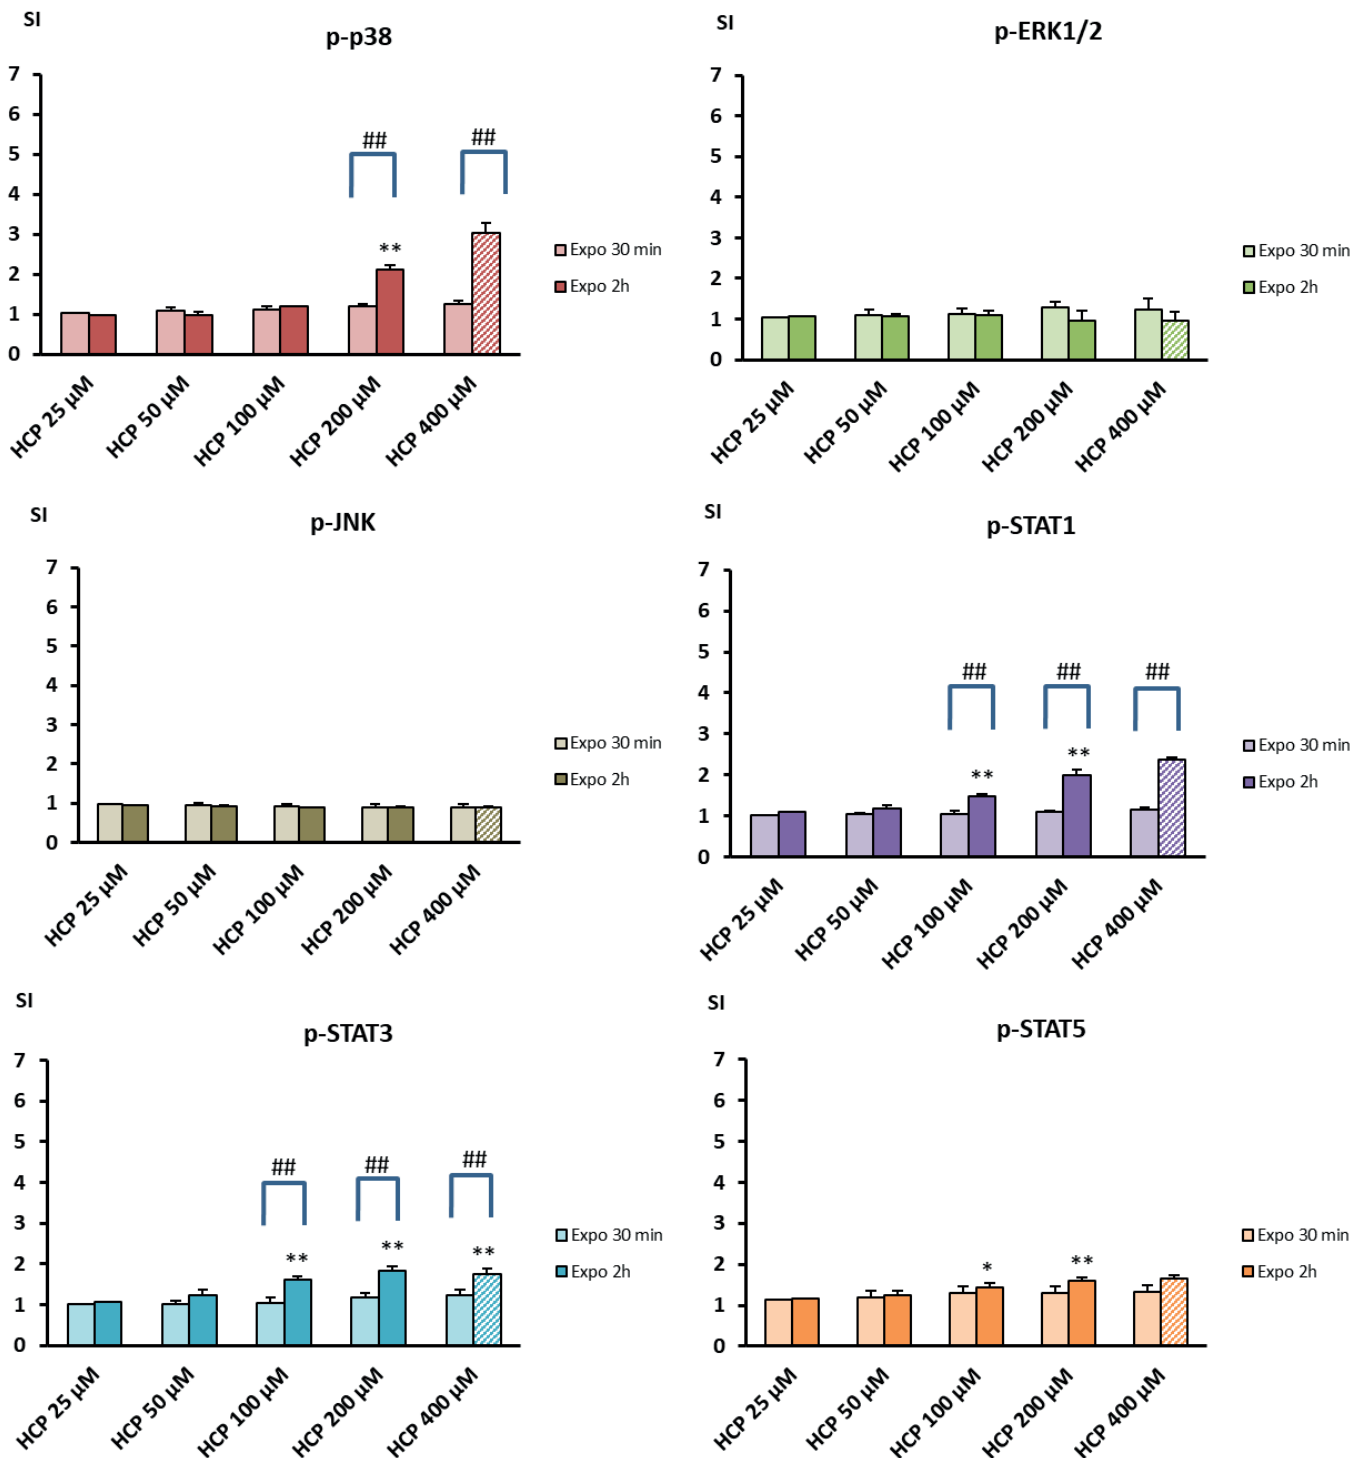 SI
p-p38
7
6
5
4
3
2
1
0
##
##
**
HCP 25 µM
HCP 50 µM
HCP 100 µM
HCP 200 µM
HCP 400 µM
Expo 30 min
Expo 2h
SI
p-ERK1/2
7
6
5
4
3
2
1
0
HCP 25 µM
HCP 50 µM
HCP 100 µM
HCP 200 µM
HCP 400 µM
Expo 30 min
Expo 2h
SI
p-JNK
7
6
5
4
3
2
1
0
HCP 25 µM
HCP 50 µM
HCP 100 µM
HCP 200 µM
HCP 400 µM
Expo 30 min
Expo 2h
SI
p-STAT1
7
6
5
4
3
2
1
0
##
##
##
**
**
HCP 25 µM
HCP 50 µM
HCP 100 µM
HCP 200 µM
HCP 400 µM
Expo 30 min
Expo 2h
SI
p-STAT3
7
6
5
4
3
2
1
0
##
##
##
**
**
**
HCP 25 µM
HCP 50 µM
HCP 100 µM
HCP 200 µM
HCP 400 µM
Expo 30 min
Expo 2h
SI
p-STAT5
7
6
5
4
3
2
1
0
*
**
HCP 25 µM
HCP 50 µM
HCP 100 µM
HCP 200 µM
HCP 400 µM
Expo 30 min
Expo 2h